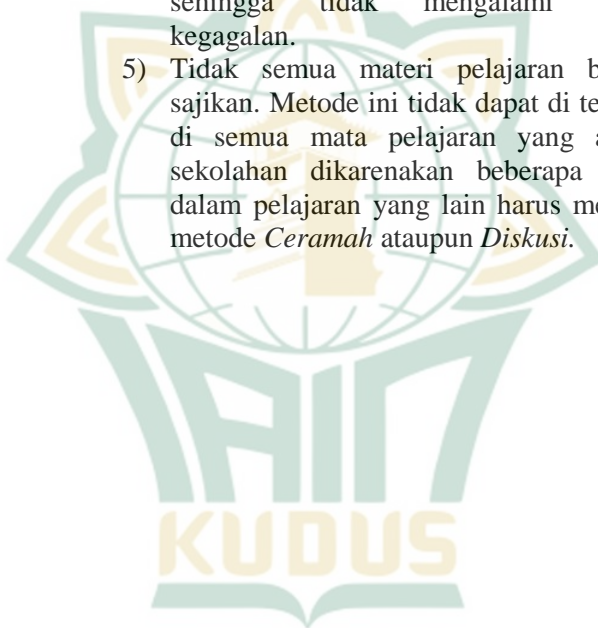 sehingga tidak mengalami
kegagalan.
5) Tidak semua materi pelajaran b
sajikan. Metode ini tidak dapat di te
di semua mata pelajaran yang a
sekolahan dikarenakan beberapa
dalam pelajaran yang lain harus me
metode Ceramah ataupun Diskusi.
IAIN
KUDUS